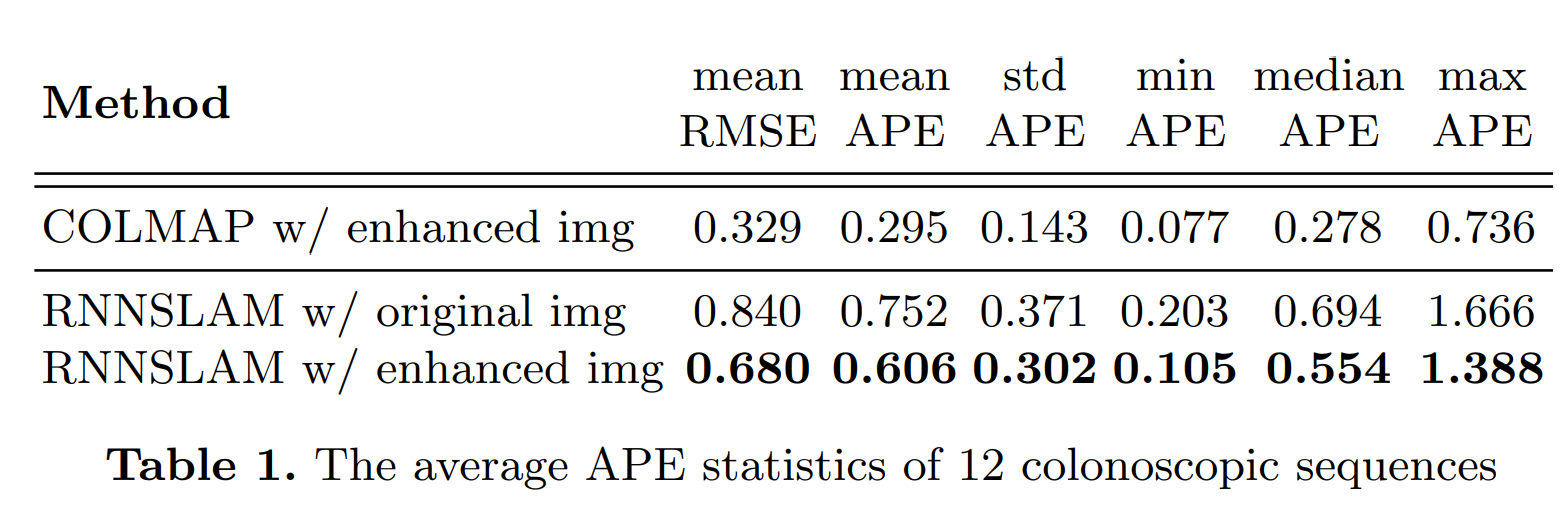 Method mean RMSE mean APE std APE min APE median APE max APE
COLMAP w/ enhanced img 0.329 0.295 0.143 0.077 0.278 0.736
RNNSLAM w/ original img 0.840 0.752 0.371 0.203 0.694 1.666
RNNSLAM w/ enhanced img 0.680 0.606 0.302 0.105 0.554 1.388
Table 1. The average APE statistics of 12 colonoscopic sequences